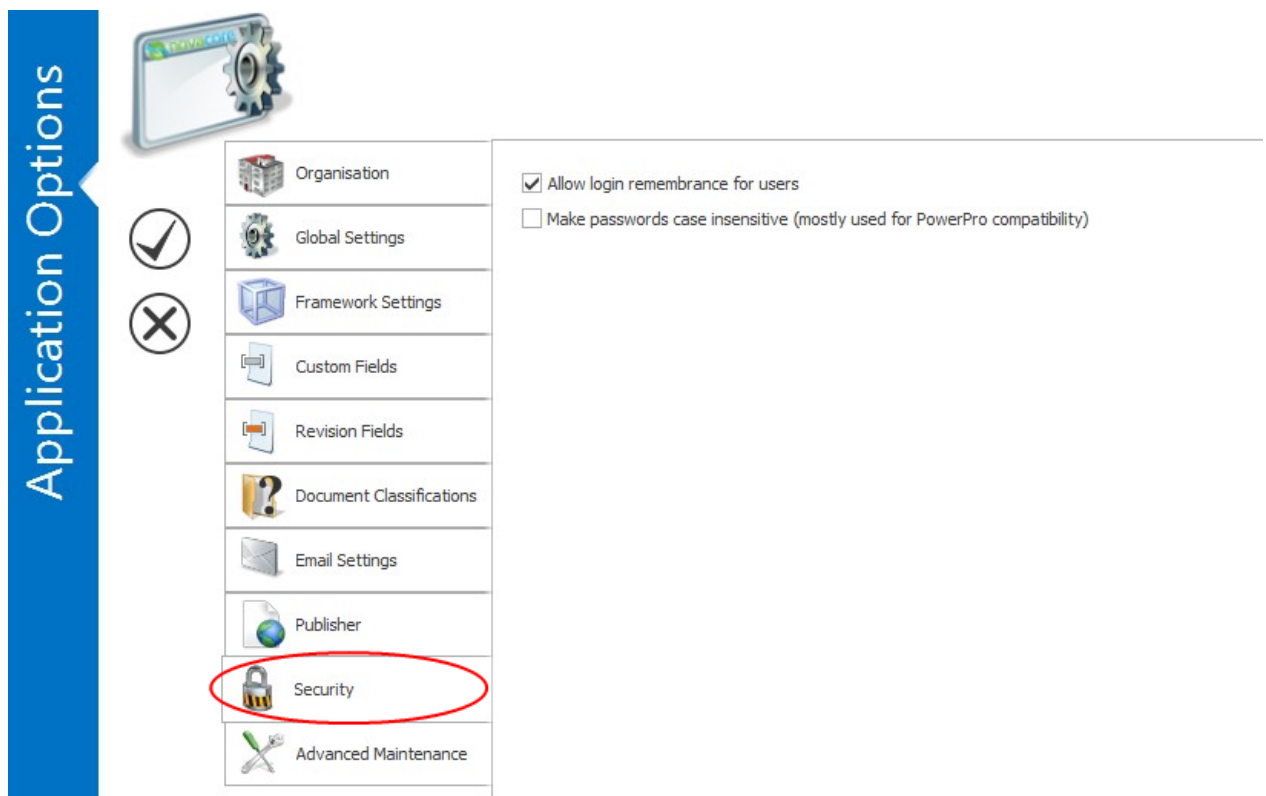 Application Options
novacore
Organisation
Global Settings
Framework Settings
Custom Fields
Revision Fields
Document Classifications
Email Settings
Publisher
Security
Advanced Maintenance
Allow login remembrance for users
Make passwords case insensitive (mostly used for PowerPro compatibility)